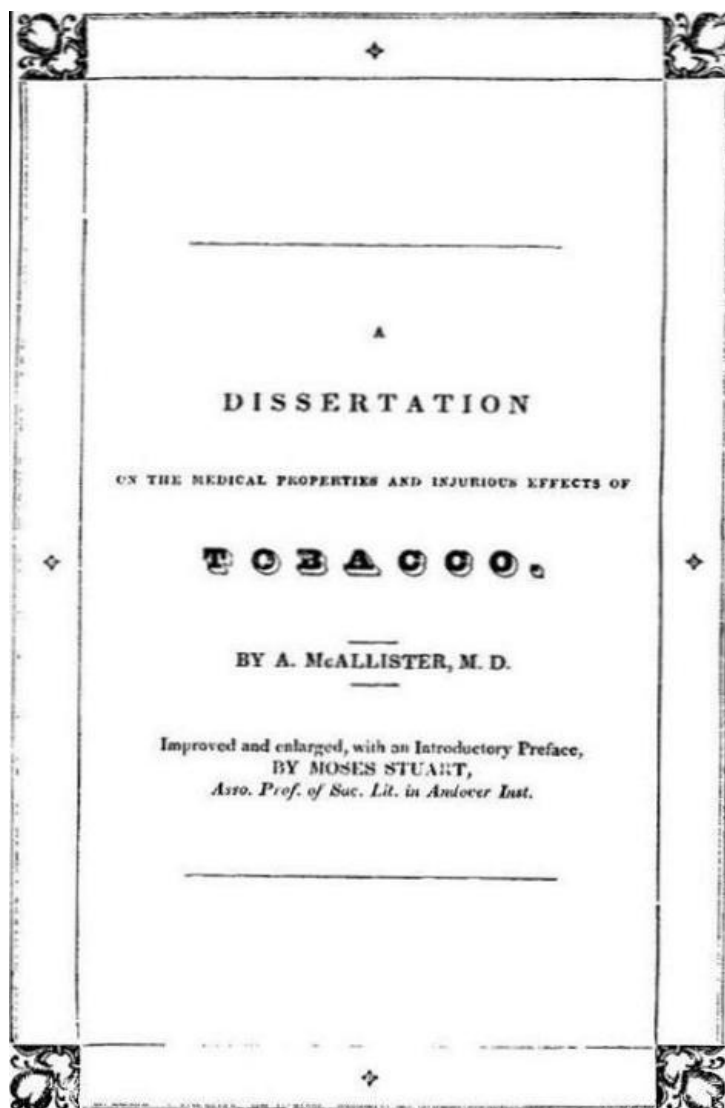 A
DISSERTATION
ON THE MEDICAL PROPERTIES AND INJURIOUS EFFECTS OF
TOBACCO.
BY A. McALLISTER, M. D.
Improved and enlarged, with an Introductory Preface,
BY MOSES STUART,
Asso. Prof. of Sac. Lit. in Andover Inst.